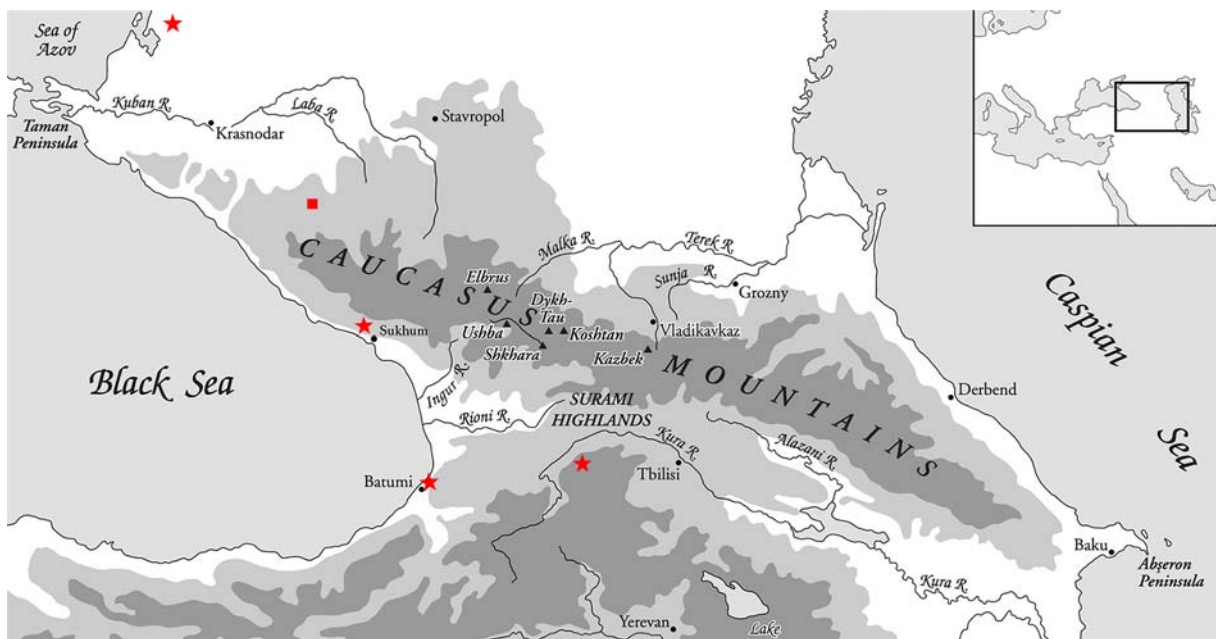 Sea of
Azov
Kuban R.
Laba R.
Taman
Peninsula
Krasnodar
Stavropol
CAUCASUS
MOUNTAINS
Malka R.
Terek R.
Sunja R.
Grozny
Elbrus
Dykh-
Tau
Koshtan
Ushba
Shkhara
Kazbek
Vladikavkaz
Sukhum
Black Sea
Ingur R.
Rioni R.
SURAMI
HIGHLANDS
Kura R.
Alazani R.
Derbend
Caspian
Sea
Batumi
Tbilisi
Baku
Abşeron
Peninsula
Kura R.
Yerevan
Lake